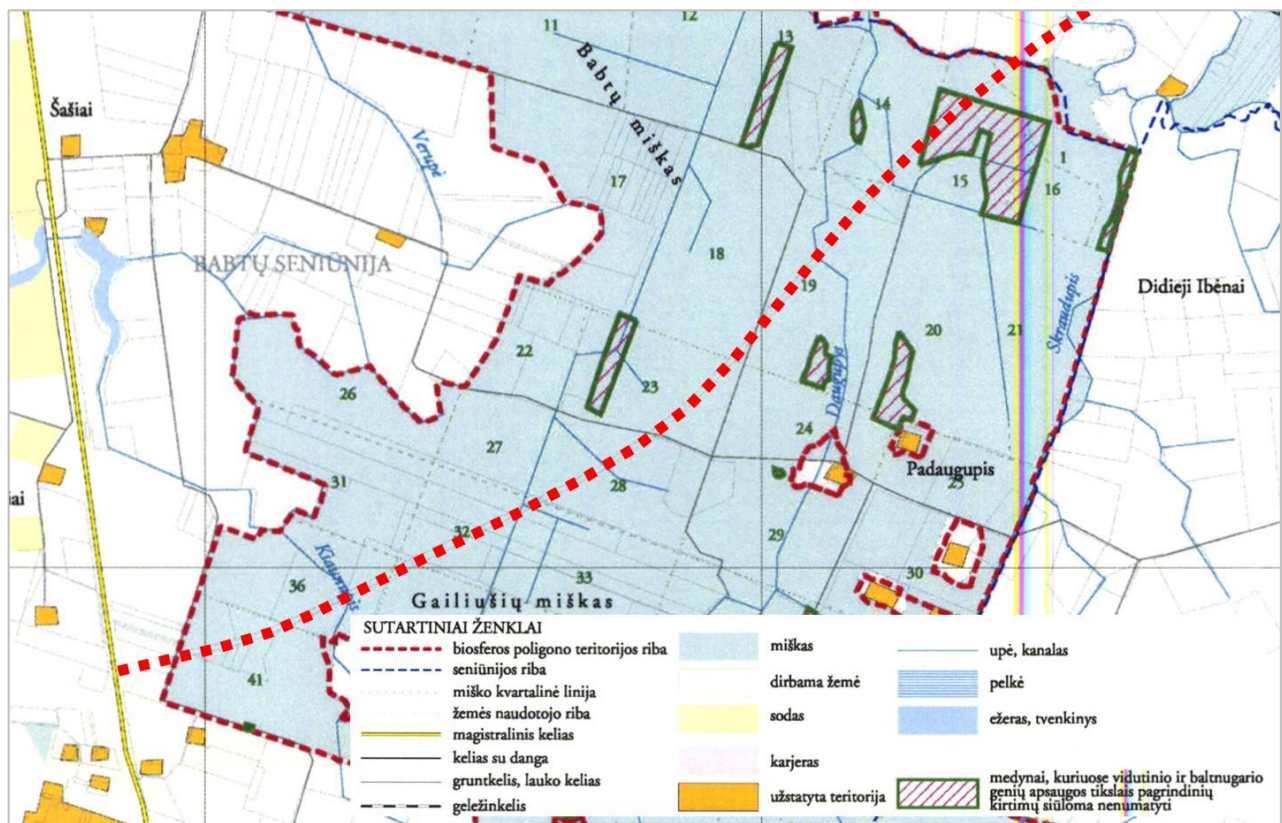 12
11
13
Babtų miškas
Šašiai
14
Verupė
17
15
1
16
18
BABTŲ SENIŪNIJA
19
Didieji Ibėnai
20
21
Skraudupis
22
23
26
Daugupis
24
27
Padaugupis
25
31
28
iai
32
29
Kiaunupis
36
33
30
Gailiušių miškas
41
SUTARTINIAI ŽENKLAI
biosferos poligono teritorijos riba
seniūnijos riba
miško kvartalinė linija
žemės naudotojo riba
magistralinis kelias
kelias su danga
gruntkelis, lauko kelias
geležinkelis
miškas
dirbama žemė
sodas
karjeras
užstatyta teritorija
upė, kanalas
pelkė
ežeras, tvenkinys
medynai, kuriuose vidutinio ir baltnugario
genių apsaugos tikslais pagrindinių
kirtimų siūloma nenumatyti